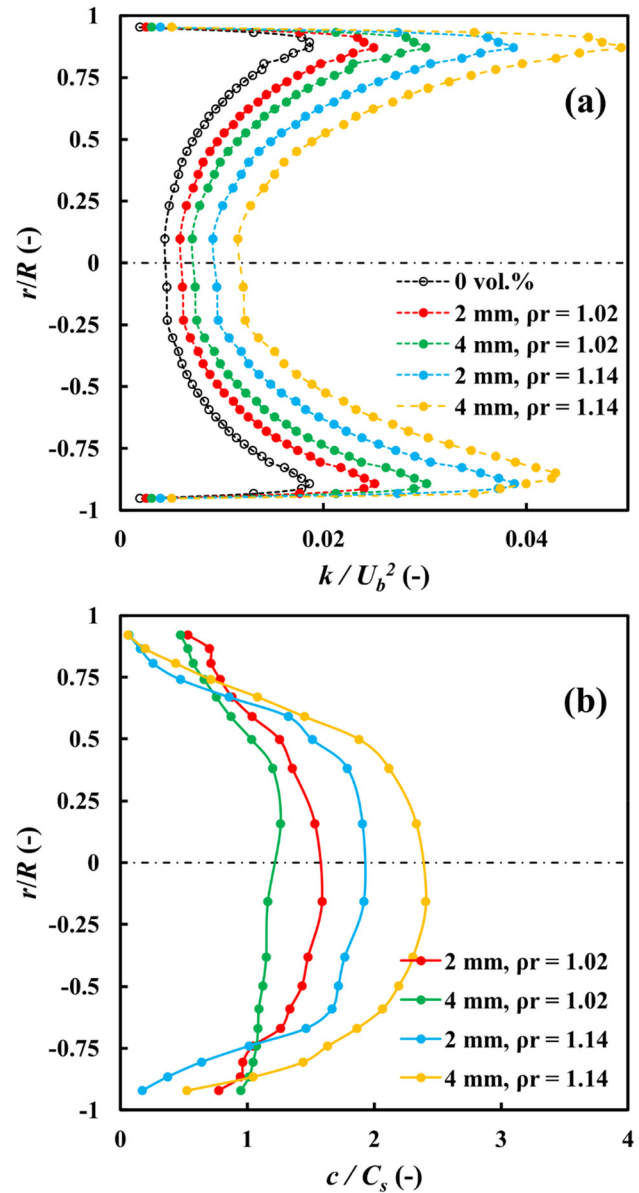 1
0.75
0.5
0.25
0
-0.25
-0.5
-0.75
-1
r/R (-)
(a)
0 vol.%
2 mm, ρr = 1.02
4 mm, ρr = 1.02
2 mm, ρr = 1.14
4 mm, ρr = 1.14
0 0.02 0.04
k / U_b^2 (-)
1
0.75
0.5
0.25
0
-0.25
-0.5
-0.75
-1
r/R (-)
(b)
2 mm, ρr = 1.02
4 mm, ρr = 1.02
2 mm, ρr = 1.14
4 mm, ρr = 1.14
0 1 2 3 4
c / C_s (-)